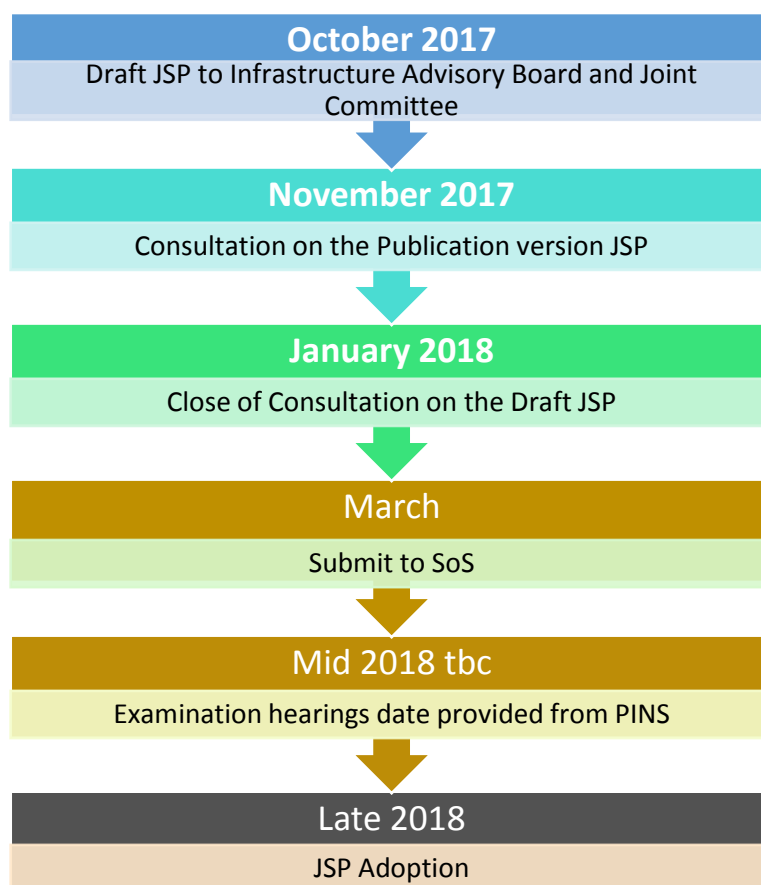 October 2017
Draft JSP to Infrastructure Advisory Board and Joint
Committee
November 2017
Consultation on the Publication version JSP
January 2018
Close of Consultation on the Draft JSP
March
Submit to SoS
Mid 2018 tbc
Examination hearings date provided from PINS
Late 2018
JSP Adoption